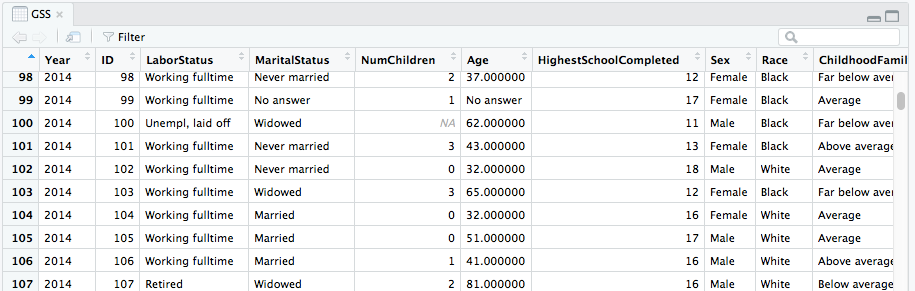 GSS
Filter
Year ID LaborStatus MaritalStatus NumChildren Age HighestSchoolCompleted Sex Race ChildhoodFamil
98 2014 98 Working fulltime Never married 2 37.000000 12 Female Black Far below aver
99 2014 99 Working fulltime No answer 1 No answer 17 Female Black Average
100 2014 100 Unempl, laid off Widowed NA 62.000000 11 Male Black Far below aver
101 2014 101 Working fulltime Never married 3 43.000000 13 Female Black Above average
102 2014 102 Working fulltime Never married 0 32.000000 18 Male White Average
103 2014 103 Working fulltime Widowed 3 65.000000 12 Female Black Far below aver
104 2014 104 Working fulltime Married 0 32.000000 16 Female White Average
105 2014 105 Working fulltime Married 0 51.000000 17 Male White Average
106 2014 106 Working fulltime Married 1 41.000000 16 Male White Above average
107 2014 107 Retired Widowed 2 81.000000 16 Male White Below average